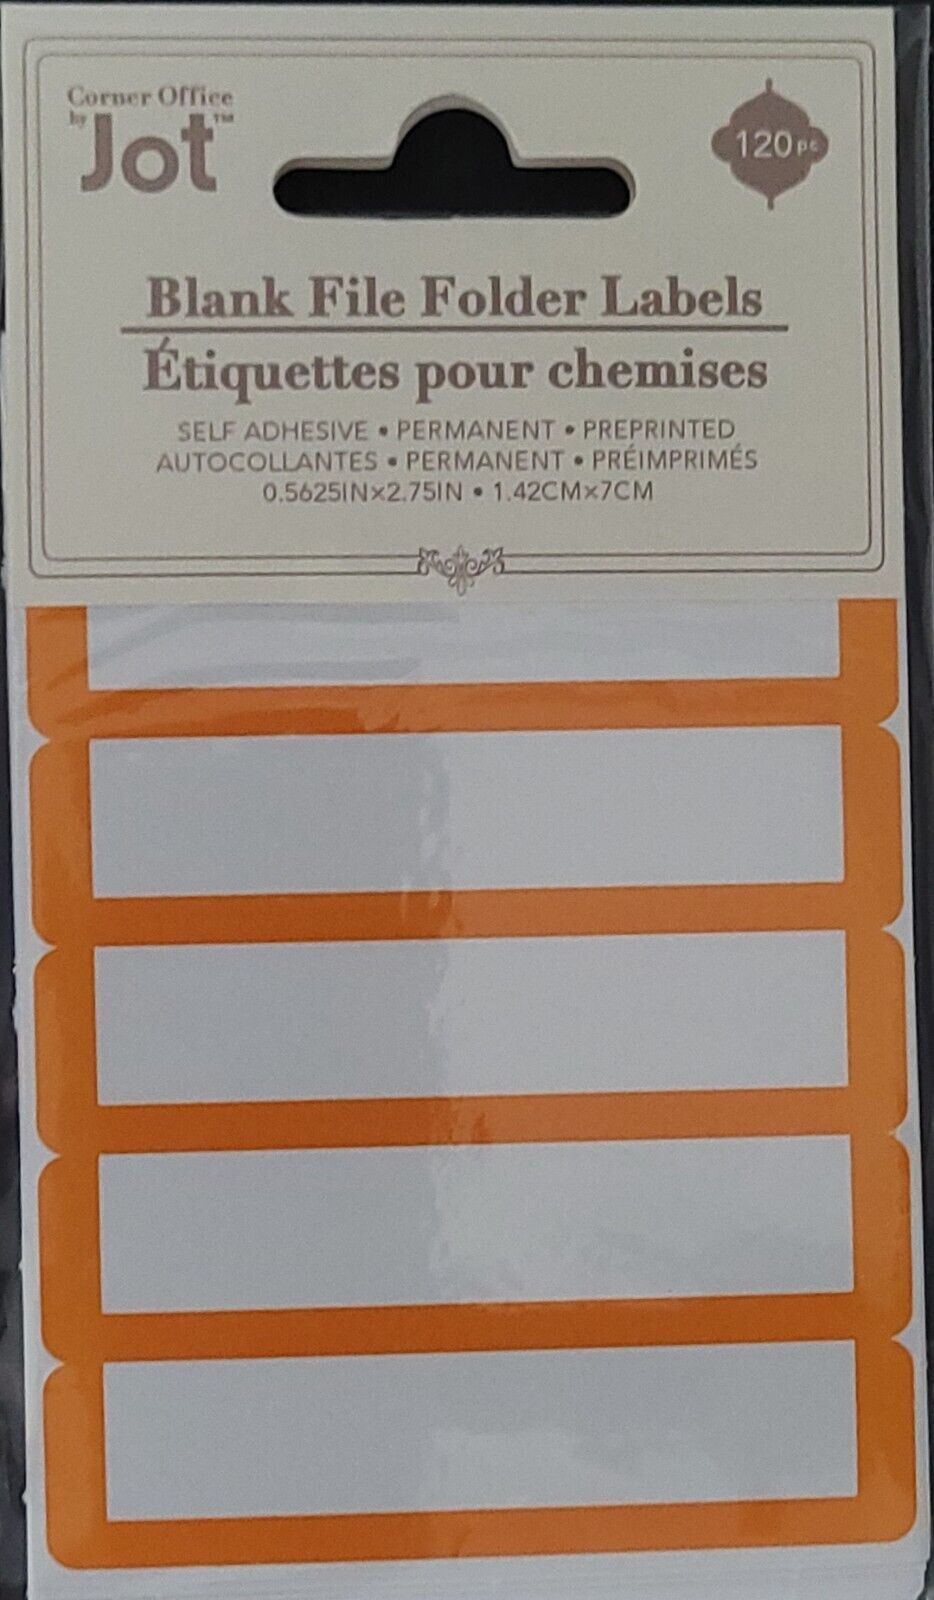 Corner Office
by Jot™
120 pc
Blank File Folder Labels
Étiquettes pour chemises
SELF ADHESIVE • PERMANENT • PREPRINTED
AUTOCOLLANTES • PERMANENT • PRÉIMPRIMÉS
0.5625IN×2.75IN • 1.42CM×7CM